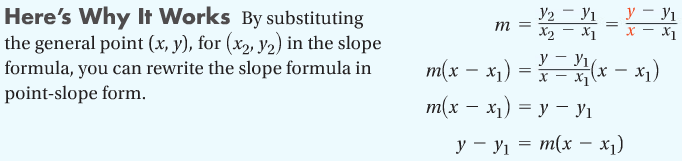 Here's Why It Works By substituting
the general point (x, y), for (x₂, y₂) in the slope
formula, you can rewrite the slope formula in
point-slope form.
m = (y₂ − y₁)/(x₂ − x₁) = (y − y₁)/(x − x₁)
m(x − x₁) = (y − y₁)/(x − x₁)(x − x₁)
m(x − x₁) = y − y₁
y − y₁ = m(x − x₁)